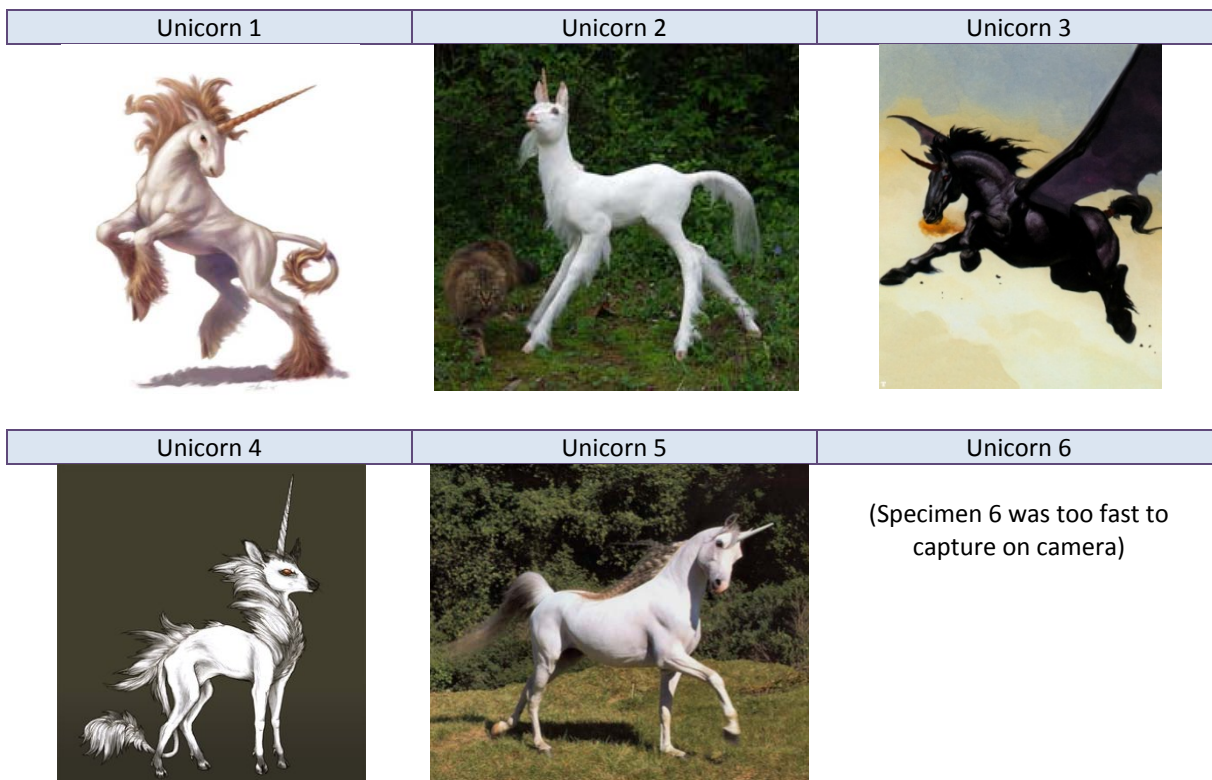 Unicorn 1
Unicorn 2
Unicorn 3
Unicorn 4
Unicorn 5
Unicorn 6
(Specimen 6 was too fast to
capture on camera)